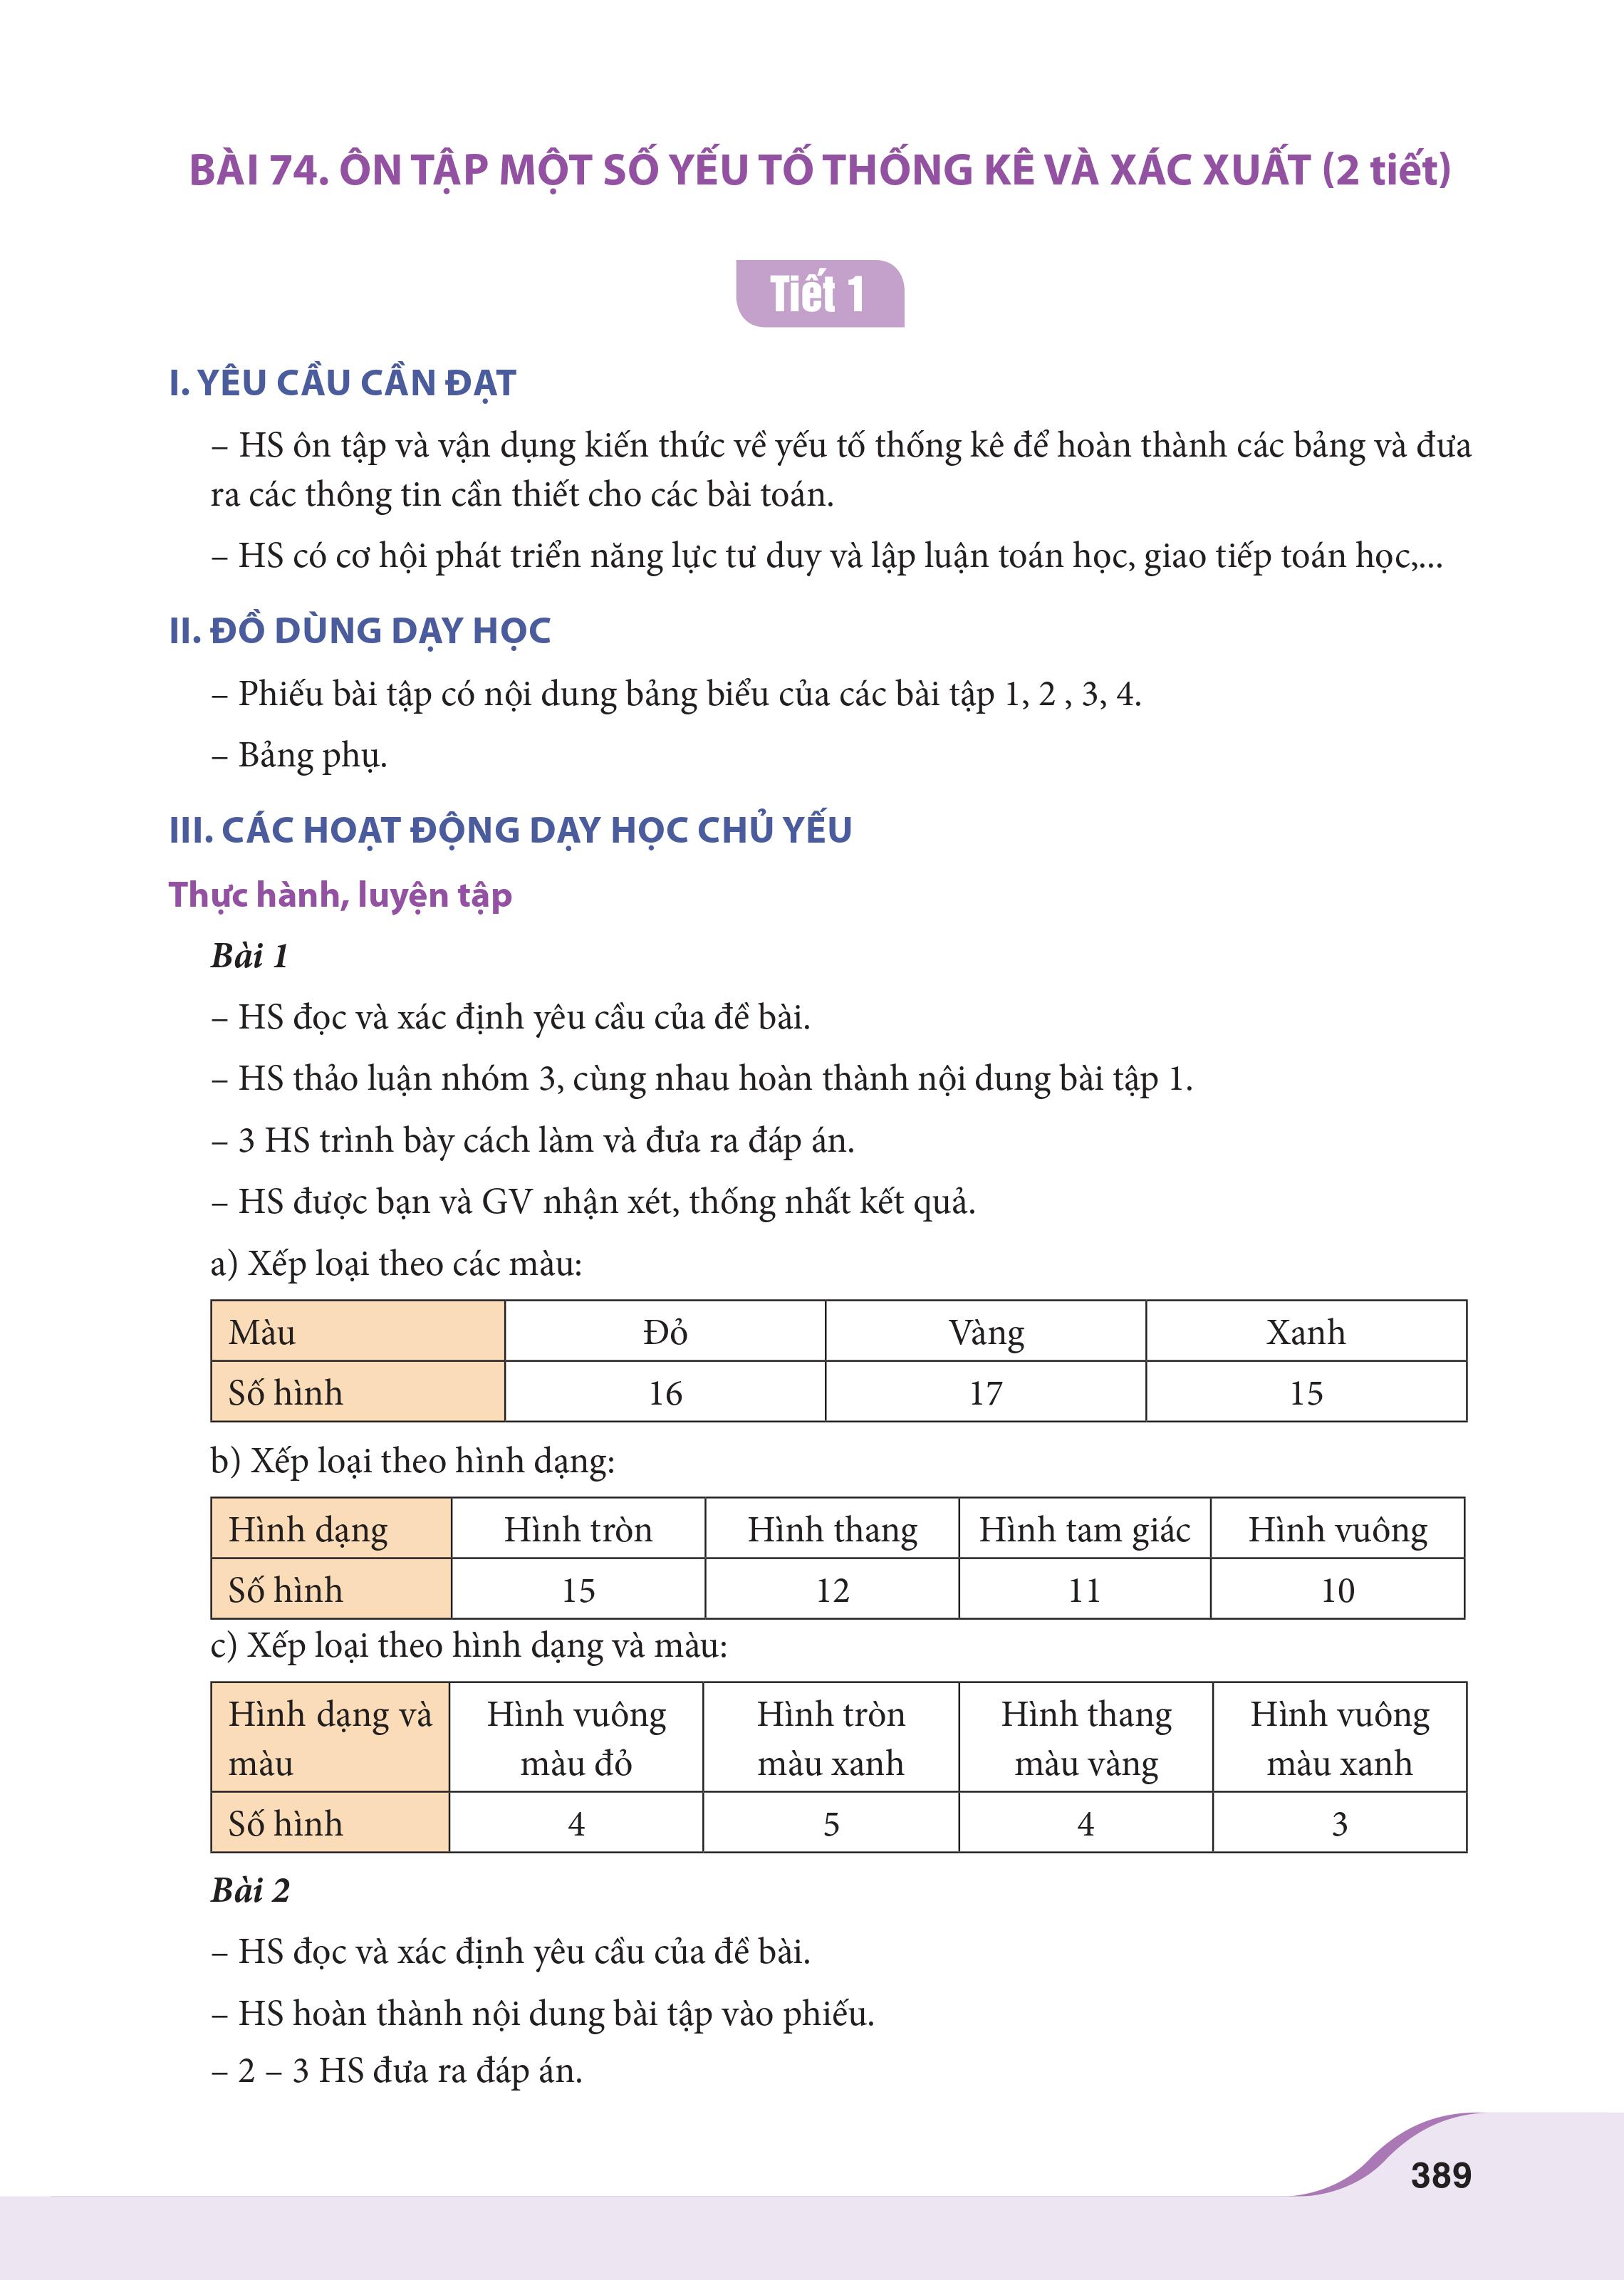 BÀI 74. ÔN TẬP MỘT SỐ YẾU TỐ THỐNG KÊ VÀ XÁC XUẤT (2 tiết)
Tiết 1
I. YÊU CẦU CẦN ĐẠT
– HS ôn tập và vận dụng kiến thức về yếu tố thống kê để hoàn thành các bảng và đưa
ra các thông tin cần thiết cho các bài toán.
– HS có cơ hội phát triển năng lực tư duy và lập luận toán học, giao tiếp toán học,...
II. ĐỒ DÙNG DẠY HỌC
– Phiếu bài tập có nội dung bảng biểu của các bài tập 1, 2 , 3, 4.
– Bảng phụ.
III. CÁC HOẠT ĐỘNG DẠY HỌC CHỦ YẾU
Thực hành, luyện tập
Bài 1
– HS đọc và xác định yêu cầu của đề bài.
– HS thảo luận nhóm 3, cùng nhau hoàn thành nội dung bài tập 1.
– 3 HS trình bày cách làm và đưa ra đáp án.
– HS được bạn và GV nhận xét, thống nhất kết quả.
a) Xếp loại theo các màu:
Màu Đỏ Vàng Xanh
Số hình 16 17 15
b) Xếp loại theo hình dạng:
Hình dạng Hình tròn Hình thang Hình tam giác Hình vuông
Số hình 15 12 11 10
c) Xếp loại theo hình dạng và màu:
Hình dạng và Hình vuông Hình tròn Hình thang Hình vuông
màu màu đỏ màu xanh màu vàng màu xanh
Số hình 4 5 4 3
Bài 2
– HS đọc và xác định yêu cầu của đề bài.
– HS hoàn thành nội dung bài tập vào phiếu.
– 2 – 3 HS đưa ra đáp án.
389